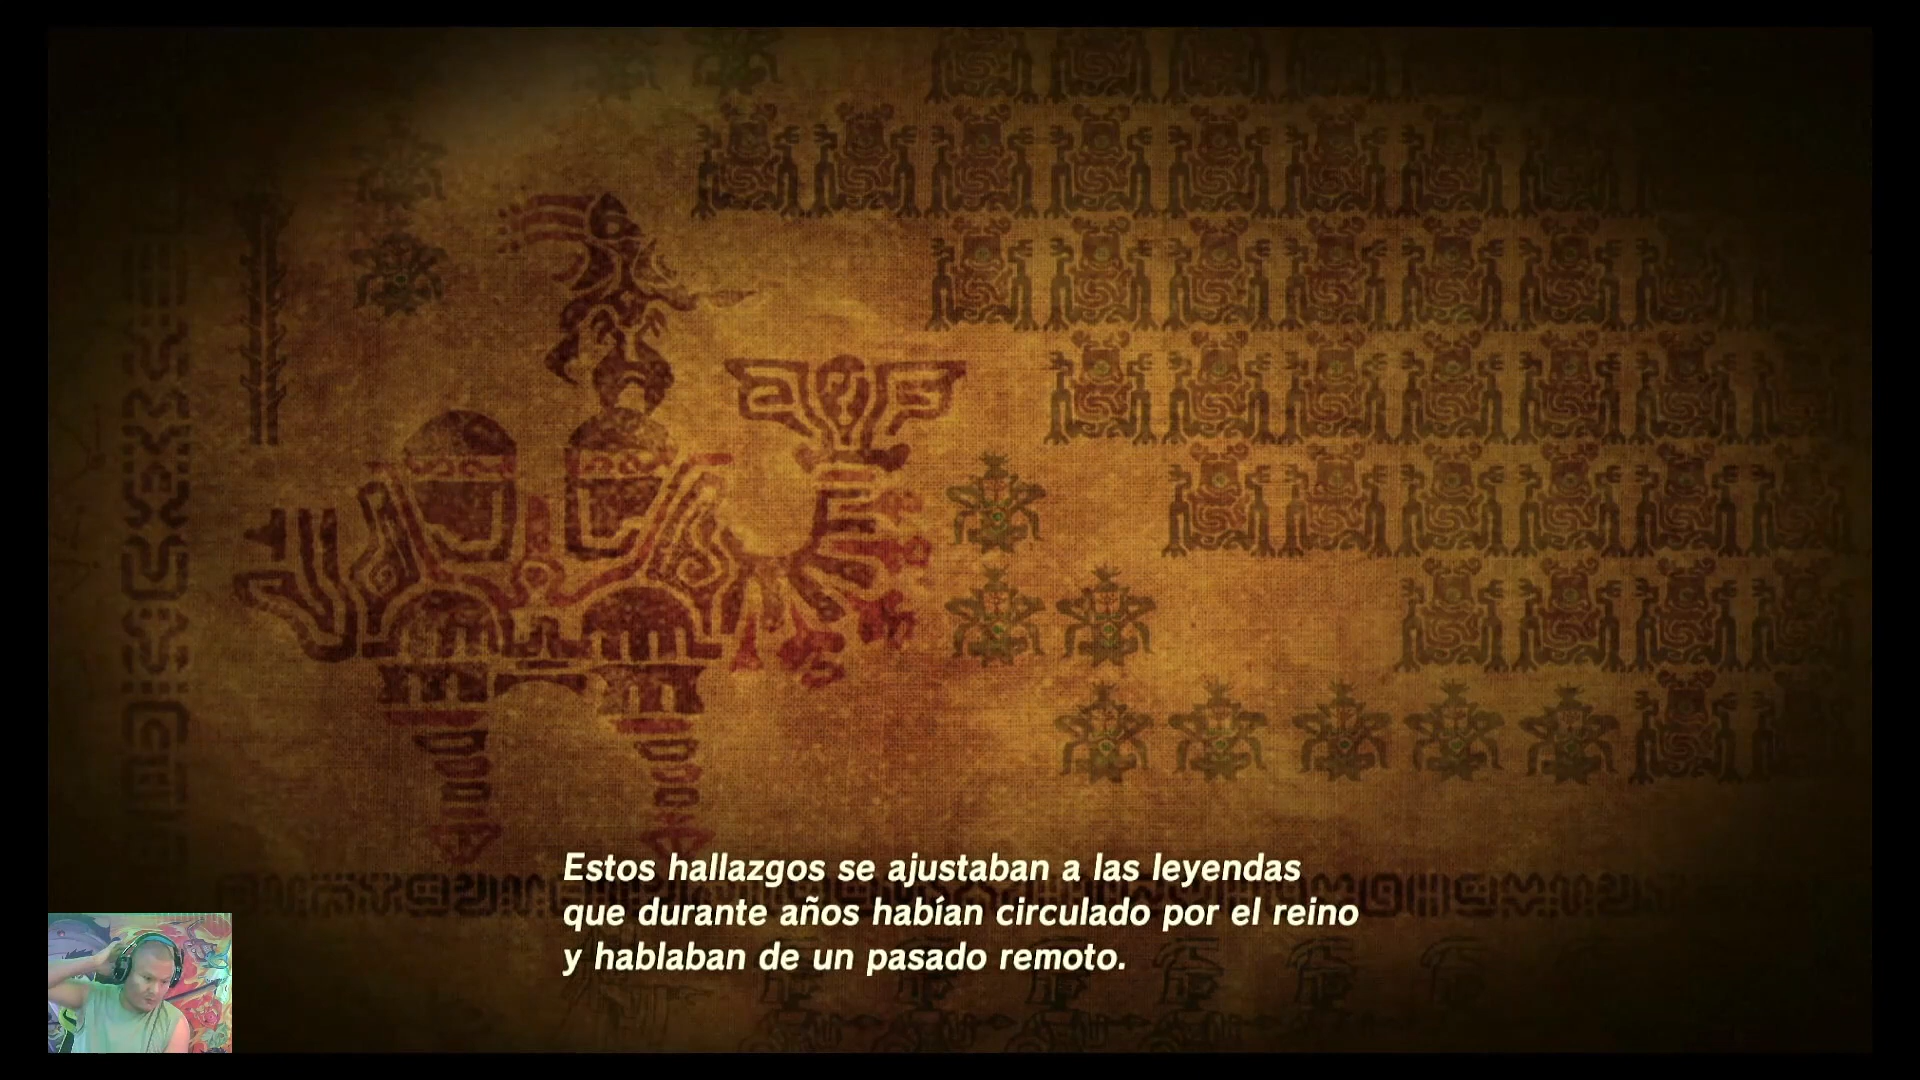 Estos hallazgos se ajustaban a las leyendas
que durante años habían circulado por el reino
y hablaban de un pasado remoto.